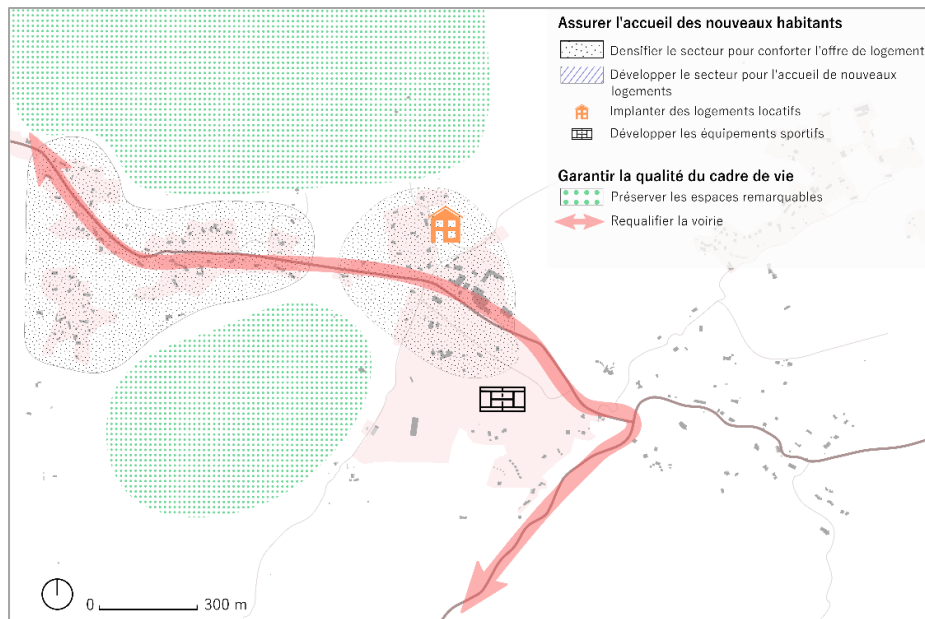 Assurer l'accueil des nouveaux habitants
Densifier le secteur pour conforter l'offre de logement
Développer le secteur pour l'accueil de nouveaux
logements
Implanter des logements locatifs
Développer les équipements sportifs
Garantir la qualité du cadre de vie
Préserver les espaces remarquables
Requalifier la voirie
0 300 m